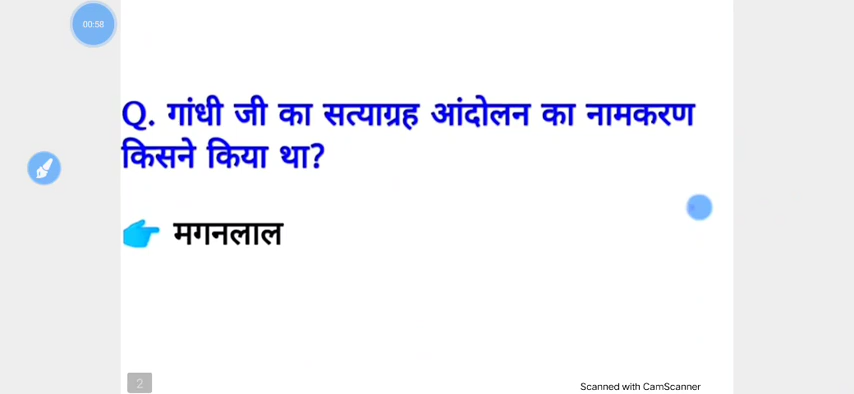 00:58
Q. गांधी जी का सत्याग्रह आंदोलन का नामकरण
किसने किया था?
मगनलाल
2
Scanned with CamScanner